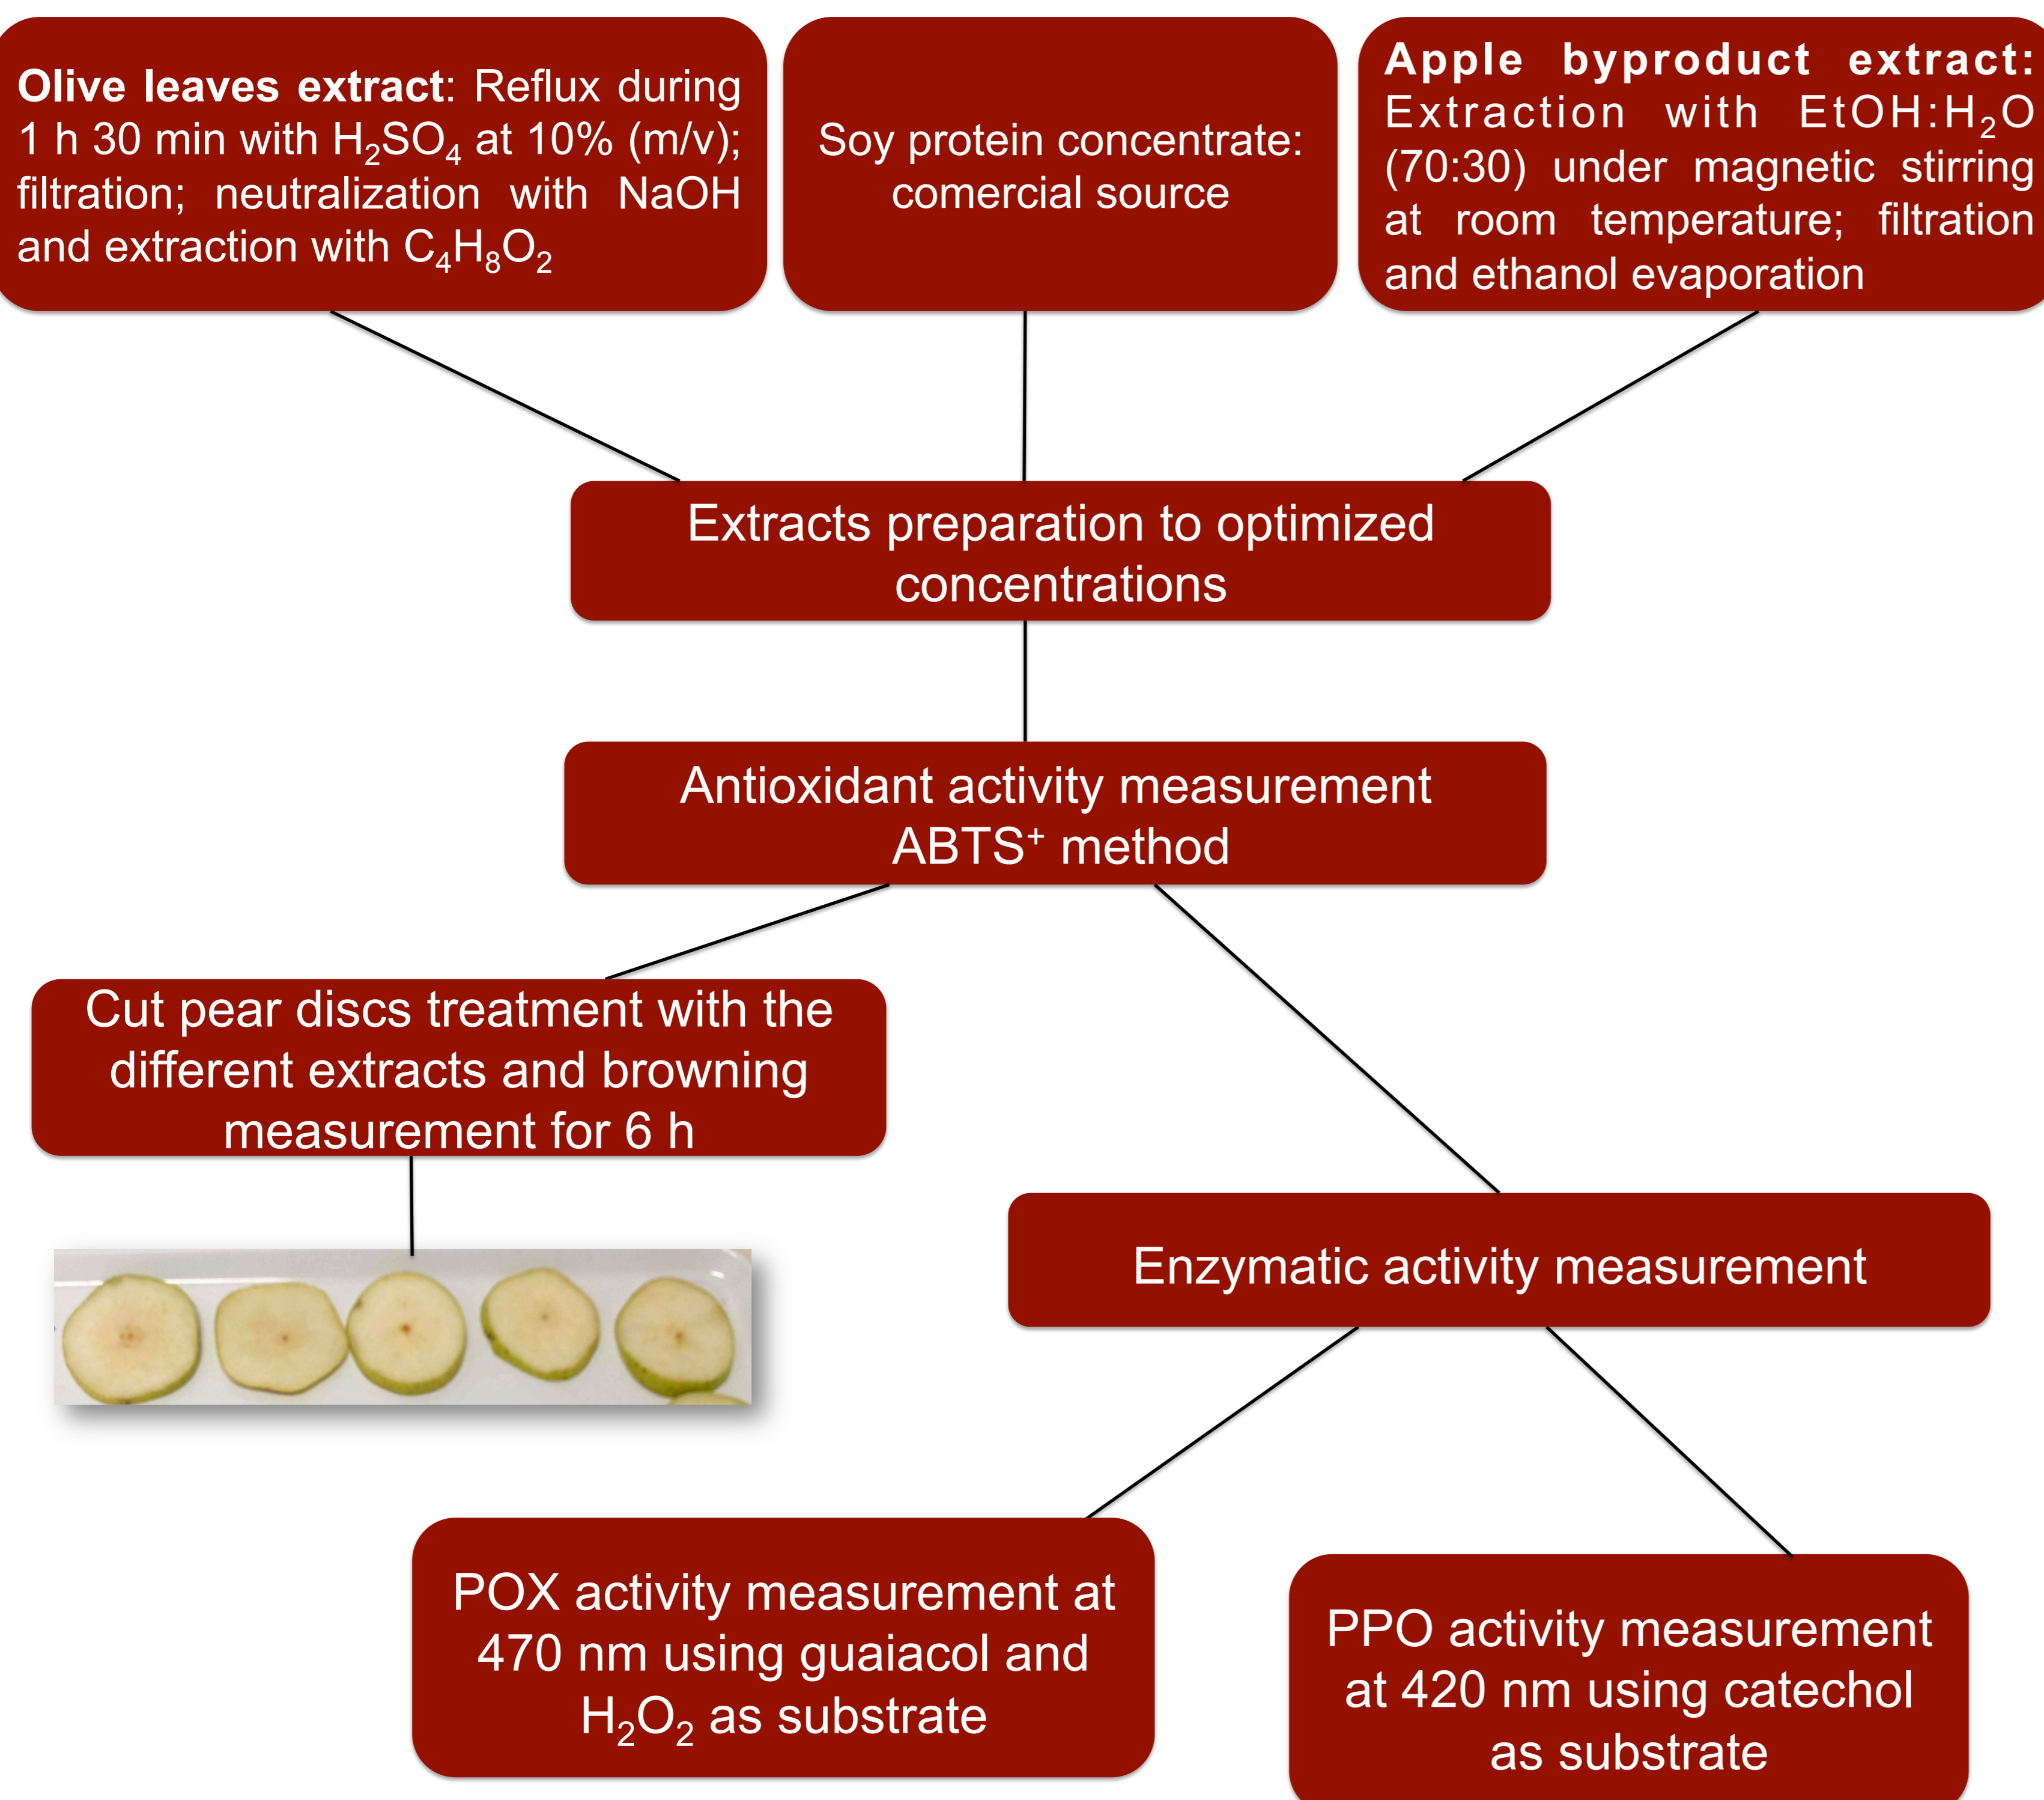 Olive leaves extract: Reflux during
1 h 30 min with H₂SO₄ at 10% (m/v);
filtration; neutralization with NaOH
and extraction with C₄H₈O₂
Soy protein concentrate:
comercial source
Apple byproduct extract:
Extraction with EtOH:H₂O
(70:30) under magnetic stirring
at room temperature; filtration
and ethanol evaporation
Extracts preparation to optimized
concentrations
Antioxidant activity measurement
ABTS⁺ method
Cut pear discs treatment with the
different extracts and browning
measurement for 6 h
Enzymatic activity measurement
POX activity measurement at
470 nm using guaiacol and
H₂O₂ as substrate
PPO activity measurement
at 420 nm using catechol
as substrate